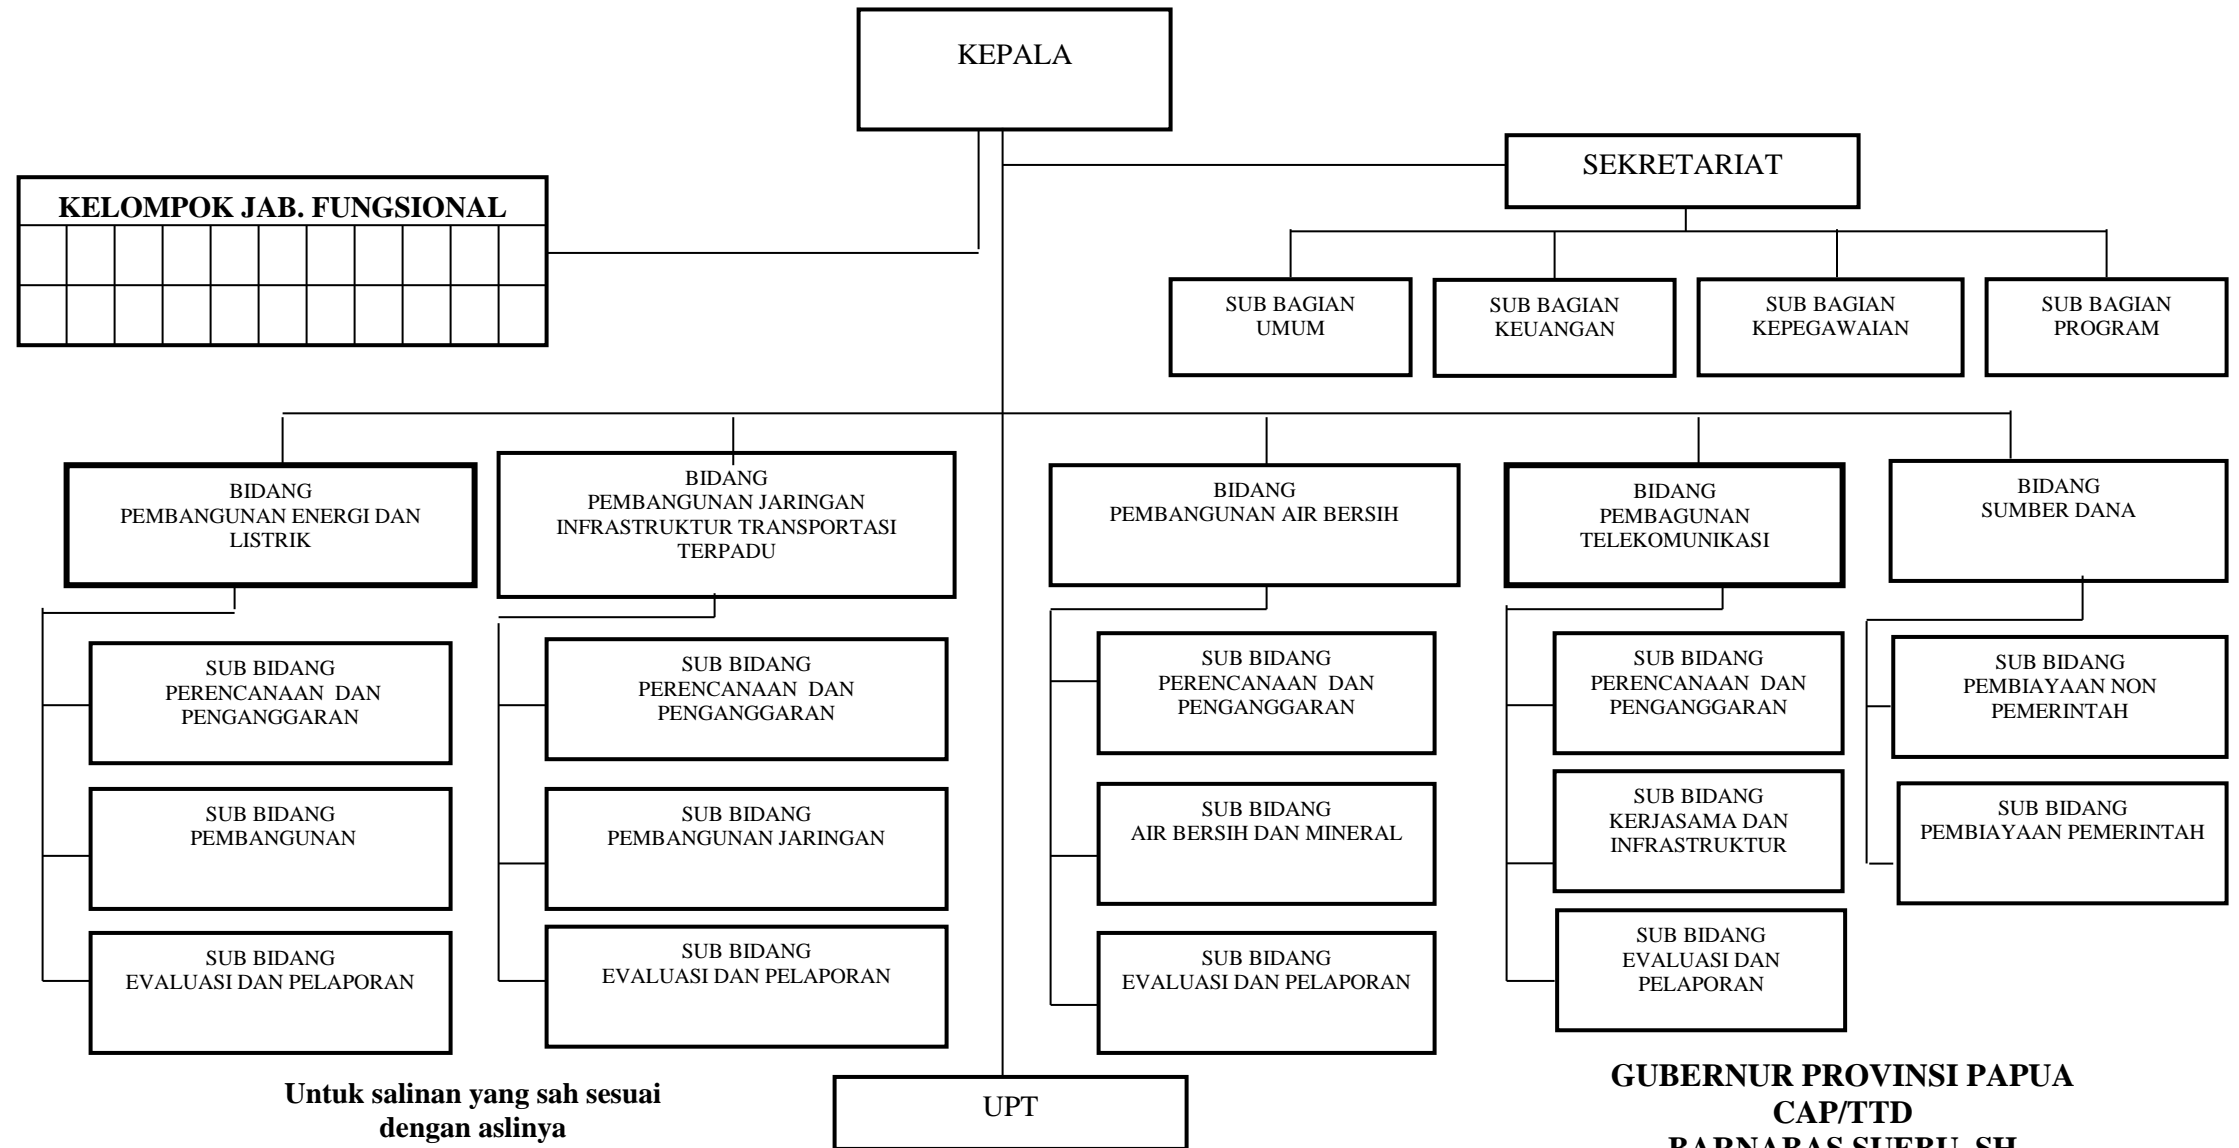 KEPALA
SEKRETARIAT
KELOMPOK JAB. FUNGSIONAL
SUB BAGIAN
UMUM
SUB BAGIAN
KEUANGAN
SUB BAGIAN
KEPEGAWAIAN
SUB BAGIAN
PROGRAM
BIDANG
PEMBANGUNAN ENERGI DAN
LISTRIK
BIDANG
PEMBANGUNAN JARINGAN
INFRASTRUKTUR TRANSPORTASI
TERPADU
BIDANG
PEMBANGUNAN AIR BERSIH
BIDANG
PEMBAGUNAN
TELEKOMUNIKASI
BIDANG
SUMBER DANA
SUB BIDANG
PERENCANAAN DAN
PENGANGGARAN
SUB BIDANG
PERENCANAAN DAN
PENGANGGARAN
SUB BIDANG
PERENCANAAN DAN
PENGANGGARAN
SUB BIDANG
PERENCANAAN DAN
PENGANGGARAN
SUB BIDANG
PEMBIAYAAN NON
PEMERINTAH
SUB BIDANG
PEMBANGUNAN
SUB BIDANG
PEMBANGUNAN JARINGAN
SUB BIDANG
AIR BERSIH DAN MINERAL
SUB BIDANG
KERJASAMA DAN
INFRASTRUKTUR
SUB BIDANG
PEMBIAYAAN PEMERINTAH
SUB BIDANG
EVALUASI DAN PELAPORAN
SUB BIDANG
EVALUASI DAN PELAPORAN
SUB BIDANG
EVALUASI DAN PELAPORAN
SUB BIDANG
EVALUASI DAN
PELAPORAN
Untuk salinan yang sah sesuai
dengan aslinya
UPT
GUBERNUR PROVINSI PAPUA
CAP/TTD
BARNABAS SUEBU, SH